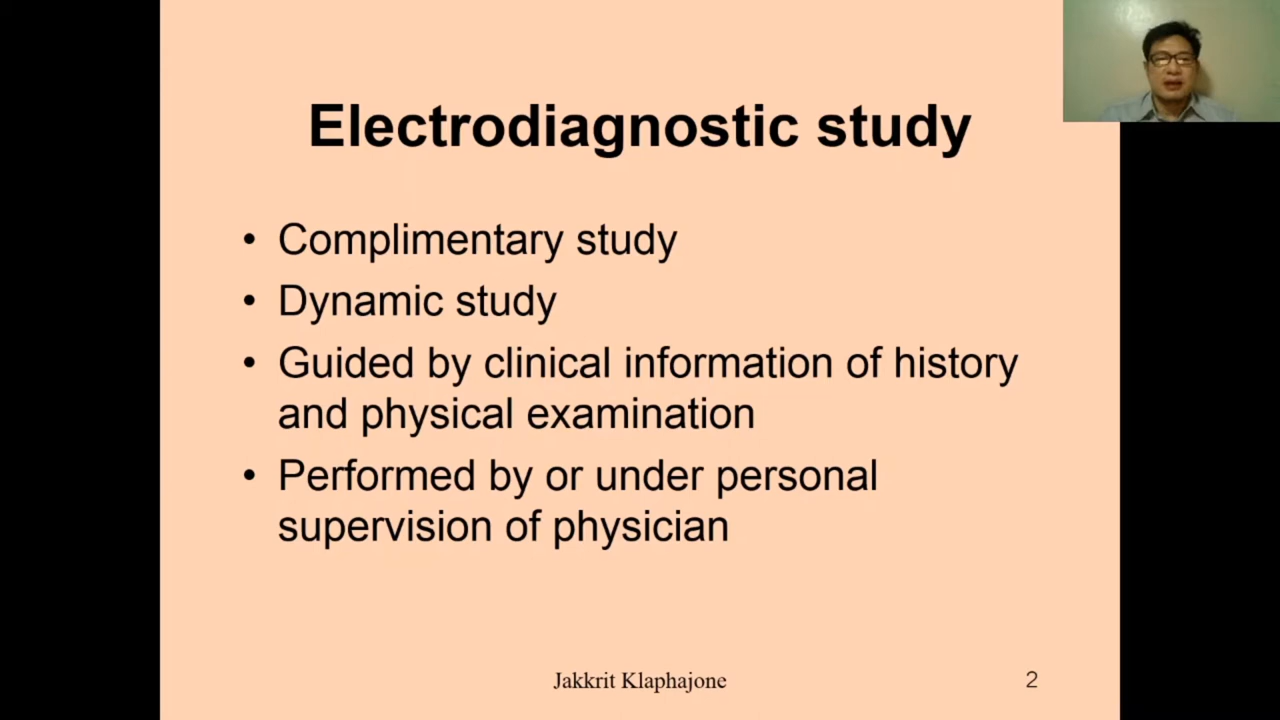 Electrodiagnostic study
• Complimentary study
• Dynamic study
• Guided by clinical information of history
and physical examination
• Performed by or under personal
supervision of physician
Jakkrit Klaphajone
2